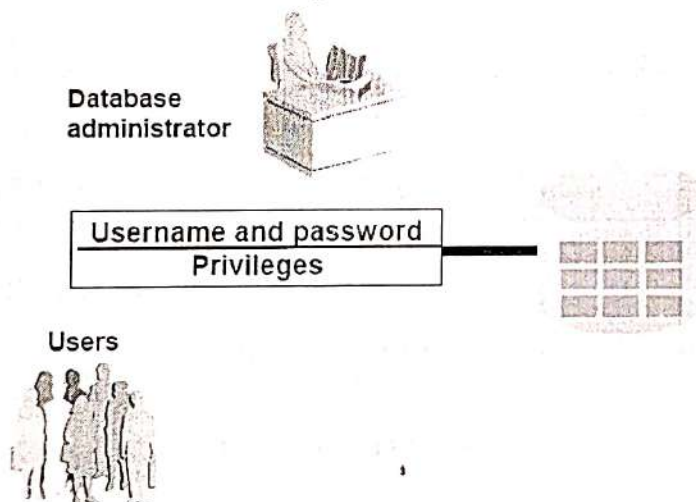 Database
administrator
Username and password
Privileges
Users